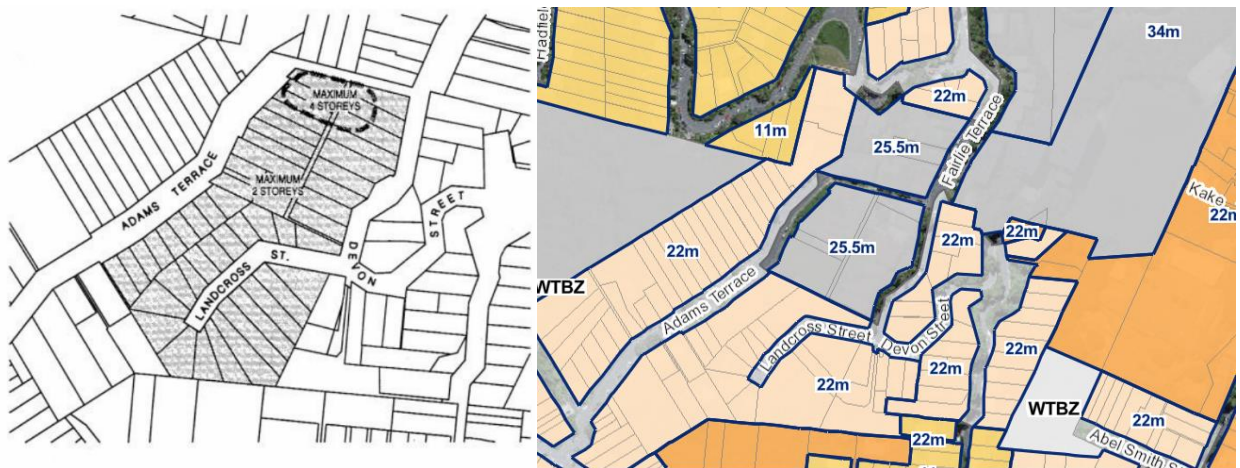 MAXIMUM
4 STOREYS
MAXIMUM
2 STOREYS
ADAMS TERRACE
LANDCROSS ST.
DEVON
STREET
Hadfield
34m
22m
11m
25.5m
Fairlie Terrace
Kake
22m
22m
22m
22m
25.5m
WTBZ
Adams Terrace
Landcross Street
Devon Street
22m
22m
22m
WTBZ
22m
22m
Abel Smith S